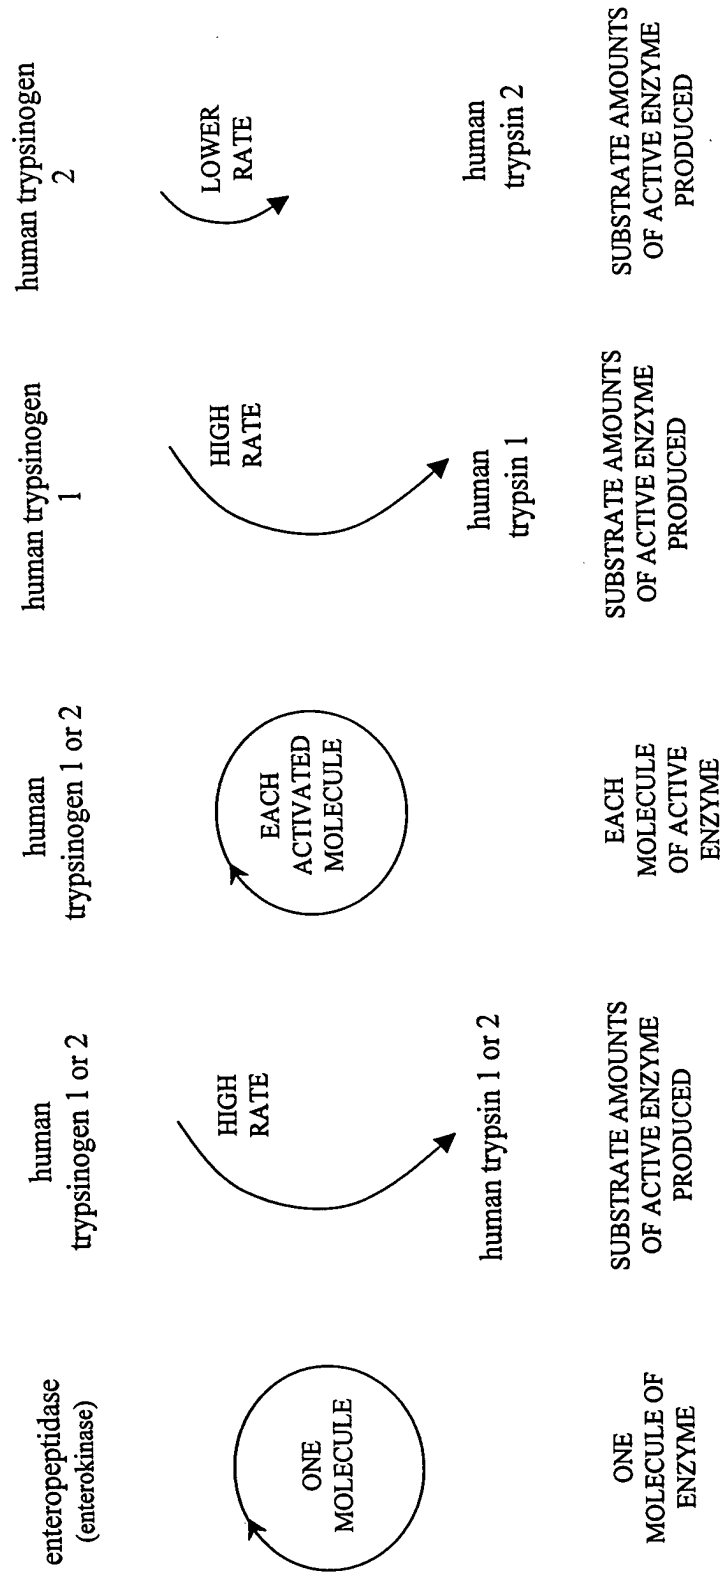 enteropeptidase
(enterokinase)
ONE
MOLECULE
ONE
MOLECULE OF
ENZYME
human
trypsinogen 1 or 2
HIGH
RATE
human trypsin 1 or 2
SUBSTRATE AMOUNTS
OF ACTIVE ENZYME
PRODUCED
human
trypsinogen 1 or 2
EACH
ACTIVATED
MOLECULE
EACH
MOLECULE
OF ACTIVE
ENZYME
human trypsinogen
1
HIGH
RATE
human
trypsin 1
SUBSTRATE AMOUNTS
OF ACTIVE ENZYME
PRODUCED
human trypsinogen
2
LOWER
RATE
human
trypsin 2
SUBSTRATE AMOUNTS
OF ACTIVE ENZYME
PRODUCED